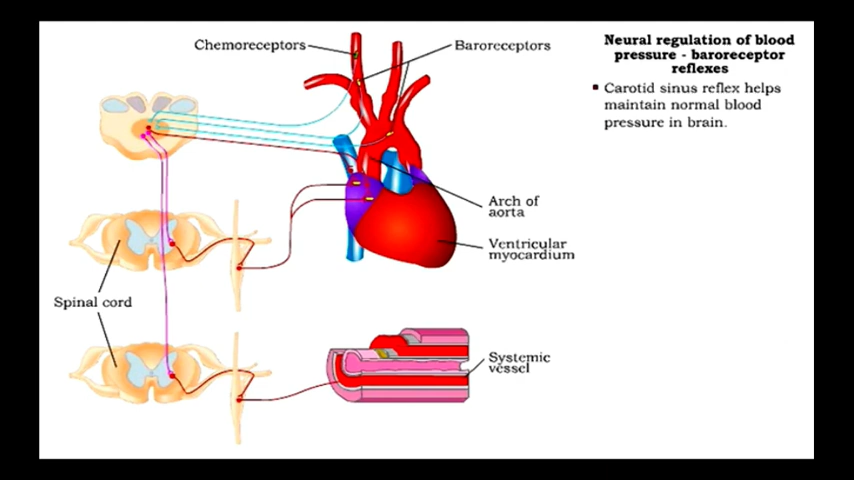 Chemoreceptors
Baroreceptors
Neural regulation of blood
pressure - baroreceptor
reflexes
▪ Carotid sinus reflex helps
maintain normal blood
pressure in brain.
Arch of
aorta
Ventricular
myocardium
Spinal cord
Systemic
vessel